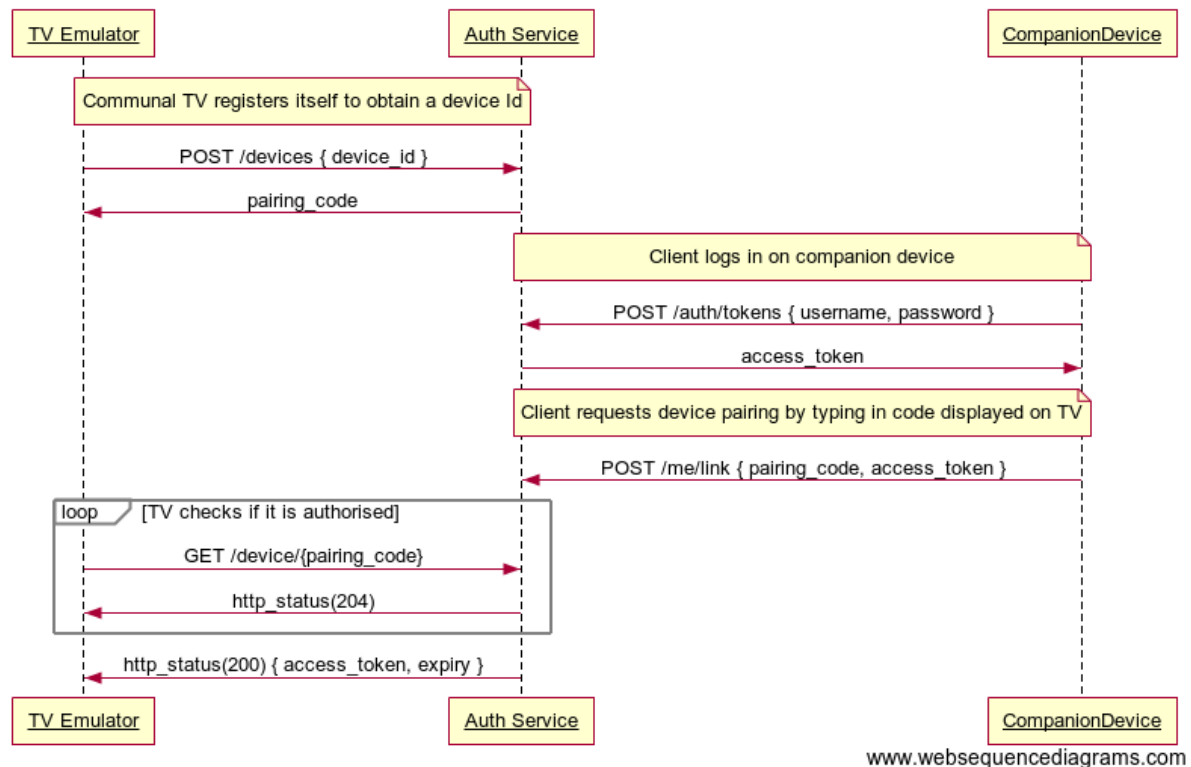 TV Emulator
Auth Service
CompanionDevice
Communal TV registers itself to obtain a device Id
POST /devices { device_id }
pairing_code
Client logs in on companion device
POST /auth/tokens { username, password }
access_token
Client requests device pairing by typing in code displayed on TV
POST /me/link { pairing_code, access_token }
loop [TV checks if it is authorised]
GET /device/{pairing_code}
http_status(204)
http_status(200) { access_token, expiry }
TV Emulator
Auth Service
CompanionDevice
www.websequencediagrams.com